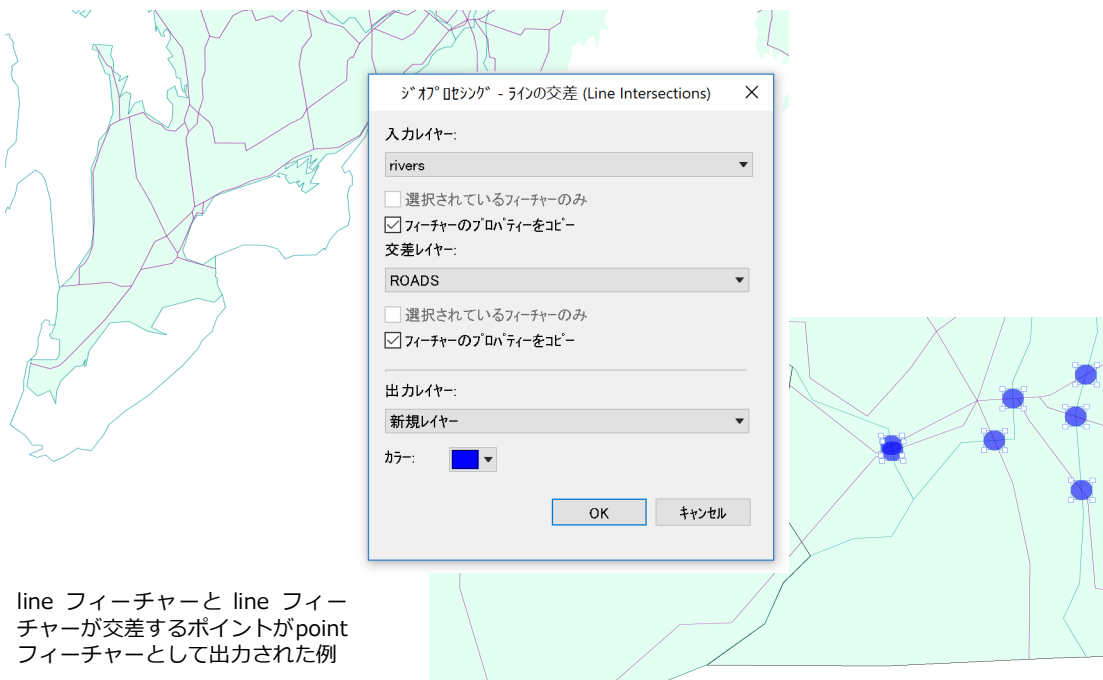 ｼﾞｵﾌﾟﾛｾｼﾝｸﾞ - ﾗｲﾝの交差 (Line Intersections)
入力ﾚｲﾔｰ:
rivers
選択されているﾌｨｰﾁｬｰのみ
ﾌｨｰﾁｬｰのﾌﾟﾛﾊﾟﾃｨｰをｺﾋﾟｰ
交差ﾚｲﾔｰ:
ROADS
選択されているﾌｨｰﾁｬｰのみ
ﾌｨｰﾁｬｰのﾌﾟﾛﾊﾟﾃｨｰをｺﾋﾟｰ
出力ﾚｲﾔｰ:
新規ﾚｲﾔｰ
ｶﾗｰ:
OK
ｷｬﾝｾﾙ
line フィーチャーと line フィー
チャーが交差するポイントがpoint
フィーチャーとして出力された例